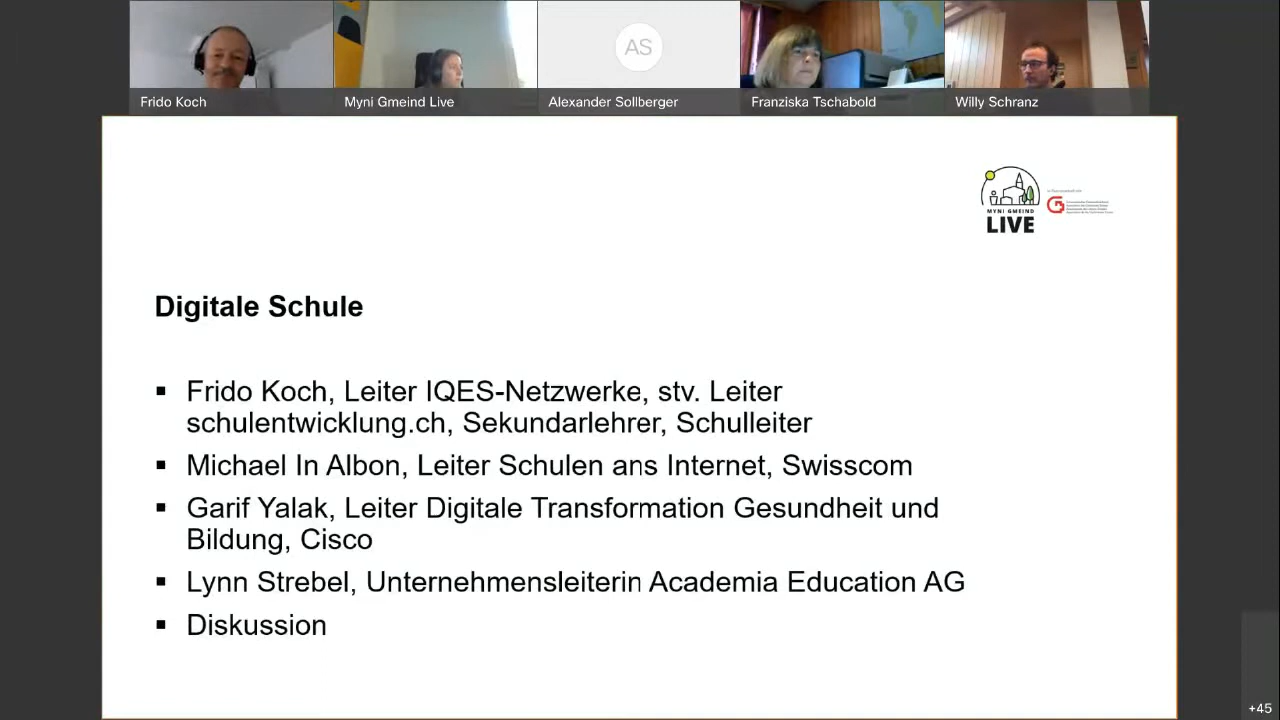 AS
Frido Koch
Myni Gmeind Live
Alexander Sollberger
Franziska Tschabold
Willy Schranz
MYNI GMEIND
LIVE
Digitale Schule
▪ Frido Koch, Leiter IQES-Netzwerke, stv. Leiter
schulentwicklung.ch, Sekundarlehrer, Schulleiter
▪ Michael In Albon, Leiter Schulen ans Internet, Swisscom
▪ Garif Yalak, Leiter Digitale Transformation Gesundheit und
Bildung, Cisco
▪ Lynn Strebel, Unternehmensleiterin Academia Education AG
▪ Diskussion
+45